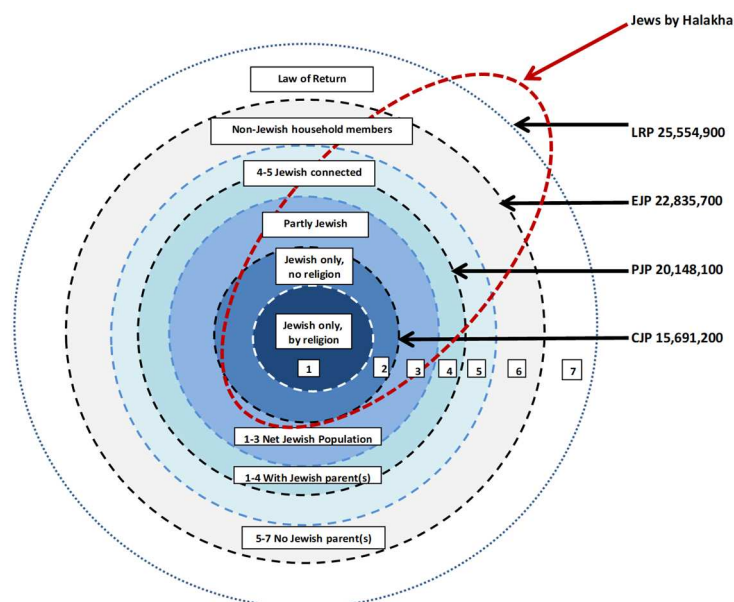 Jews by Halakha
Law of Return
LRP 25,554,900
Non-Jewish household members
4-5 Jewish connected
EJP 22,835,700
Partly Jewish
Jewish only,
no religion
PJP 20,148,100
Jewish only,
by religion
CJP 15,691,200
1
2
3
4
5
6
7
1-3 Net Jewish Population
1-4 With Jewish parent(s)
5-7 No Jewish parent(s)